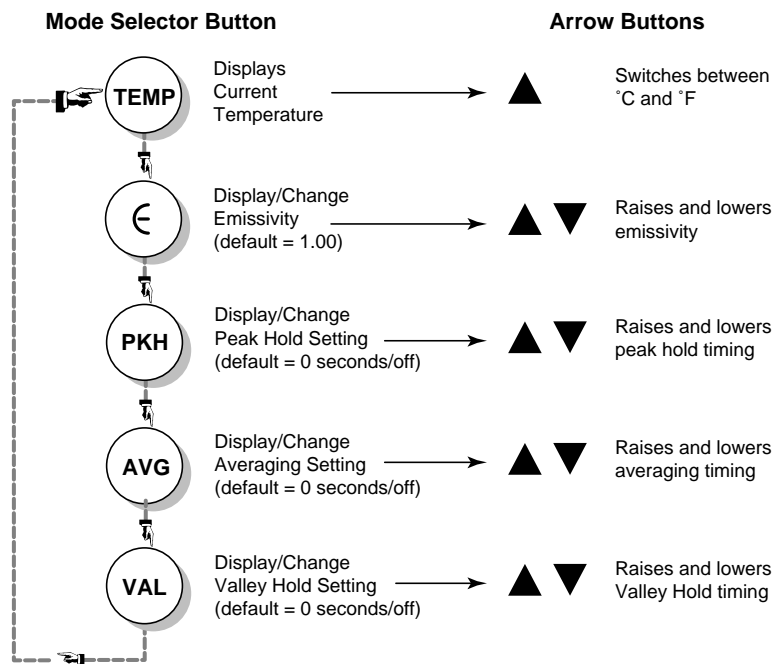 Mode Selector Button
Arrow Buttons
TEMP
Displays
Current
Temperature
Switches between
˚C and ˚F
∈
Display/Change
Emissivity
(default = 1.00)
Raises and lowers
emissivity
PKH
Display/Change
Peak Hold Setting
(default = 0 seconds/off)
Raises and lowers
peak hold timing
AVG
Display/Change
Averaging Setting
(default = 0 seconds/off)
Raises and lowers
averaging timing
VAL
Display/Change
Valley Hold Setting
(default = 0 seconds/off)
Raises and lowers
Valley Hold timing